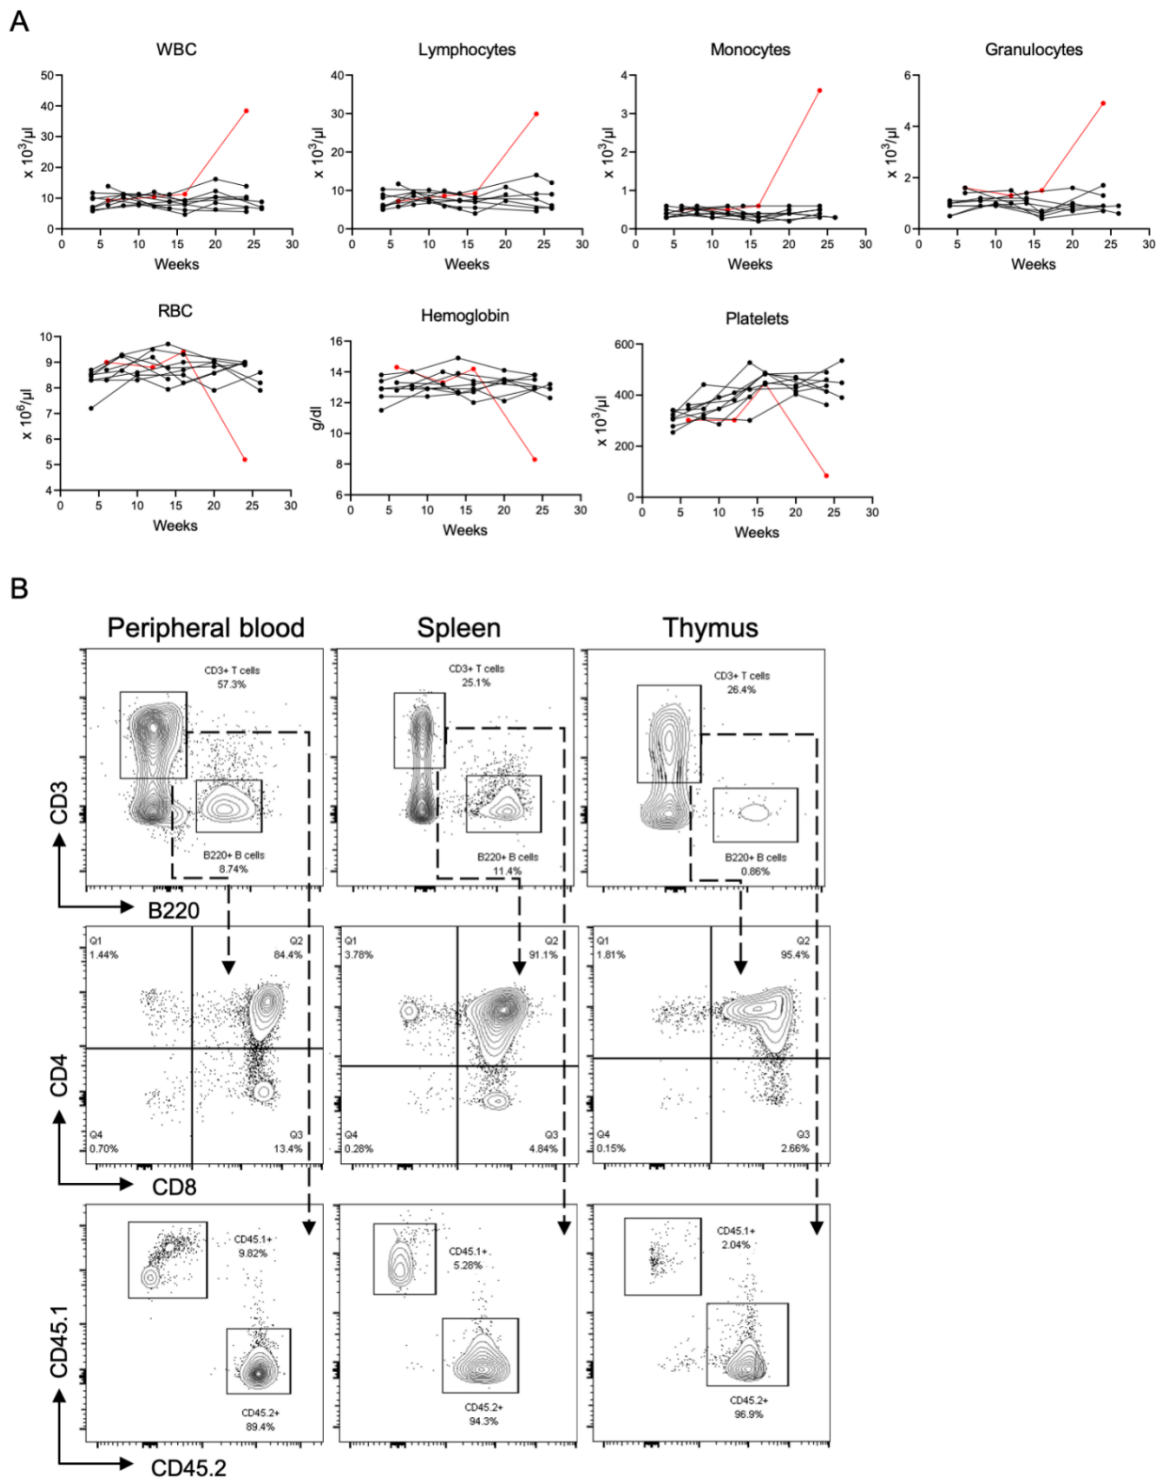 A
WBC
Lymphocytes
Monocytes
Granulocytes
50
40
30
20
10
0
x 10³/µl
0 5 10 15 20 25 30
Weeks
40
30
20
10
0
x 10³/µl
0 5 10 15 20 25 30
Weeks
4
3
2
1
0
x 10³/µl
0 5 10 15 20 25 30
Weeks
6
4
2
0
x 10³/µl
0 5 10 15 20 25 30
Weeks
RBC
Hemoglobin
Platelets
10
9
8
7
6
5
4
x 10⁶/µl
0 5 10 15 20 25 30
Weeks
16
14
12
10
8
6
g/dl
0 5 10 15 20 25 30
Weeks
600
400
200
0
x 10³/µl
0 5 10 15 20 25 30
Weeks
B
Peripheral blood
Spleen
Thymus
CD3+ T cells
57.3%
B220+ B cells
8.74%
CD3+ T cells
25.1%
B220+ B cells
11.4%
CD3+ T cells
26.4%
B220+ B cells
0.86%
CD3
B220
Q1
1.44%
Q2
84.4%
Q4
0.70%
Q3
13.4%
Q1
3.78%
Q2
91.1%
Q4
0.28%
Q3
4.84%
Q1
1.81%
Q2
95.4%
Q4
0.15%
Q3
2.66%
CD4
CD8
CD45.1+
9.82%
CD45.2+
89.4%
CD45.1+
5.28%
CD45.2+
94.3%
CD45.1+
2.04%
CD45.2+
96.9%
CD45.1
CD45.2